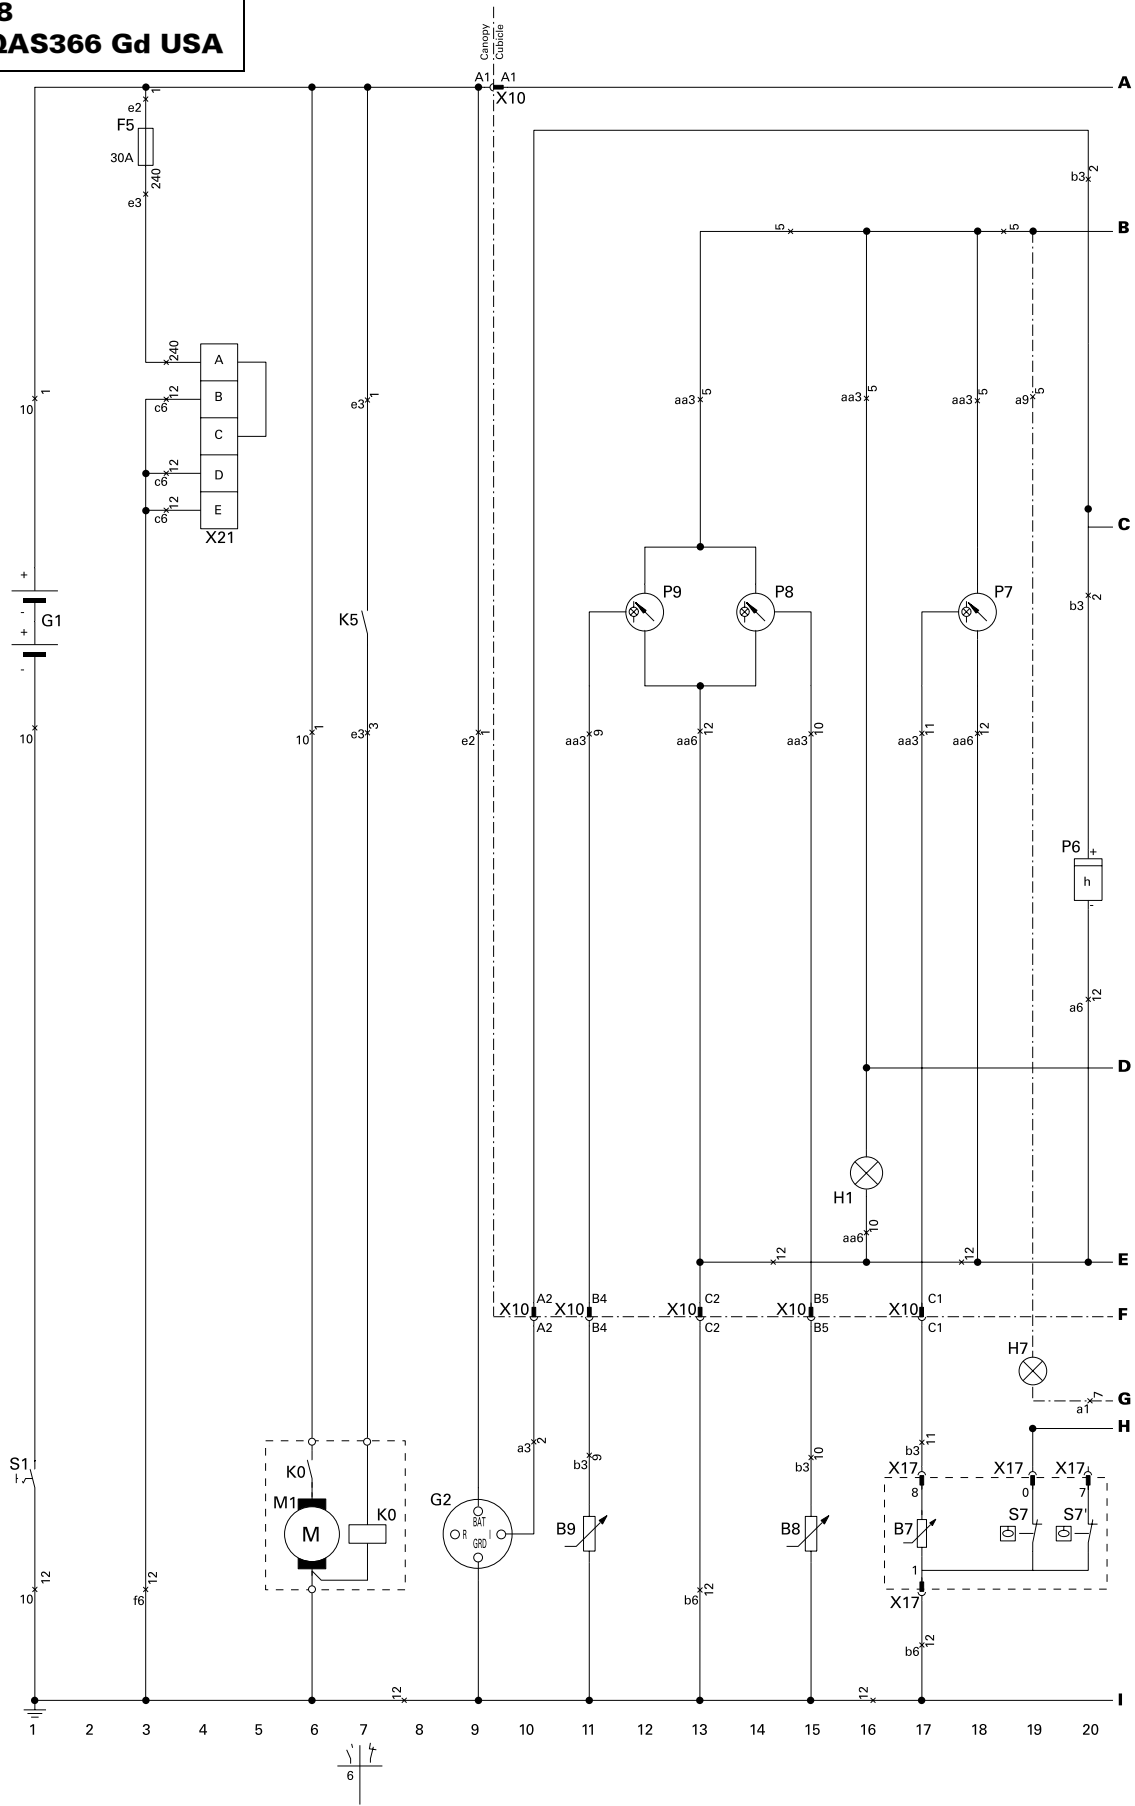 8
QAS366 Gd USA
Canopy
Cubicle
A1 A1 A
X10
1
e2
F5
30A
240
e3
2
b3
5 5 B
240 A
12 B
c6
C
12 D
c6
12 E
c6
X21
1
10
1
e3
5
aa3
5
aa3
5
aa3
5
a9
C
+
-
G1
+
-
K5
P9 P8 P7
2
b3
10
1
10
3
e3
1
e2
9
aa3
12
aa6
10
aa3
11
aa3
12
aa6
P6 +
h
-
12
a6
D
H1
10
aa6
12 12 E
X10 A2 X10 B4 X10 C2 X10 B5 X10 C1
A2 B4 C2 B5 C1 F
H7
7 G
a1
H
2
a3
9
b3
10
b3
11
b3
S1
K0
M1
M
K0
G2
BAT
R I
GRD
B9 B8
X17 X17 X17
8 0 7
B7 S7 S7'
1
X17
12
10
12
f6
12
b6
12
b6
12 12 I
1 2 3 4 5 6 7 8 9 10 11 12 13 14 15 16 17 18 19 20
6